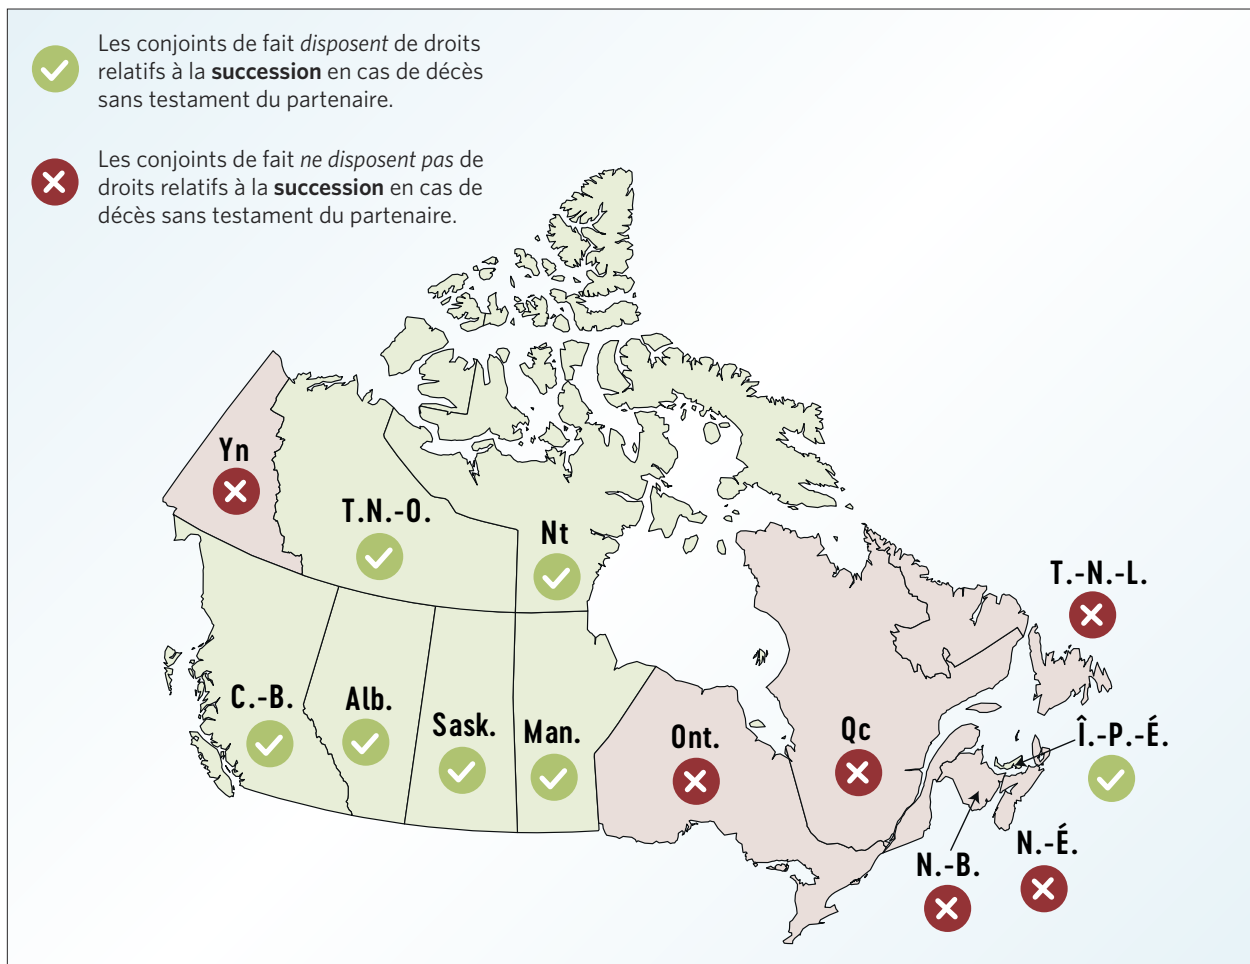 Les conjoints de fait disposent de droits
relatifs à la succession en cas de décès
sans testament du partenaire.
Les conjoints de fait ne disposent pas de
droits relatifs à la succession en cas de
décès sans testament du partenaire.
Yn
T.N.-O.
Nt
T.-N.-L.
C.-B.
Alb.
Sask.
Man.
Ont.
Qc
Î.-P.-É.
N.-B.
N.-É.